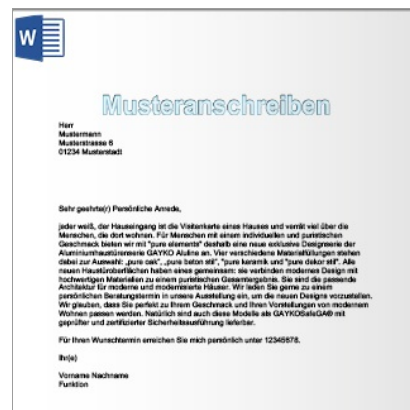 W
Musteranschreiben
Herr
Mustermann
Musterstrasse 6
01234 Musterstadt
Sehr geehrte(r) Persönliche Anrede,
jeder weiß, der Hauseingang ist die Visitenkarte eines Hauses und verrät viel über die
Menschen, die dort wohnen. Für Menschen mit einem individuellen und puristischen
Geschmack bieten wir mit "pure elements" deshalb eine neue exklusive Designserie der
Aluminiumhaustürenserie GAYKO Aluline an. Vier verschiedene Materialfüllungen stehen
dabei zur Auswahl: „pure oak", „pure beton stil", "pure keramik und "pure dekor stil". Alle
neuen Haustüroberflächen haben eines gemeinsam: sie verbinden modernes Design mit
hochwertigen Materialien zu einem puristischen Gesamtergebnis. Sie sind die passende
Architektur für moderne und modernisierte Häuser. Wir laden Sie gerne zu einem
persönlichen Beratungstermin in unsere Ausstellung ein, um die neuen Designs vorzustellen.
Wir glauben, dass Sie perfekt zu Ihrem Geschmack und Ihren Vorstellungen von modernem
Wohnen passen werden. Natürlich sind auch diese Modelle als GAYKOSafeGA® mit
geprüfter und zertifizierter Sicherheitsausführung lieferbar.
Für Ihren Wunschtermin erreichen Sie mich persönlich unter 12345678.
Ihr(e)
Vorname Nachname
Funktion